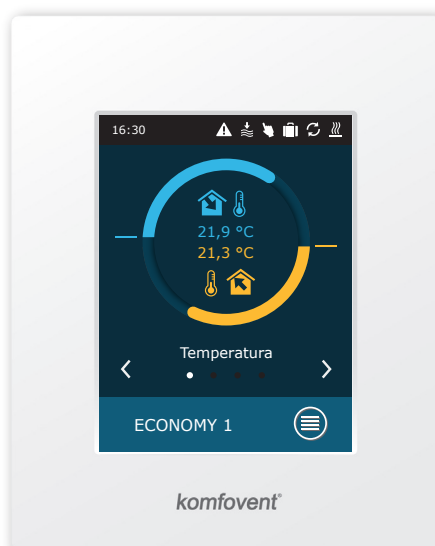 16:30
21,9 °C
21,3 °C
Temperatura
ECONOMY 1
komfovent®